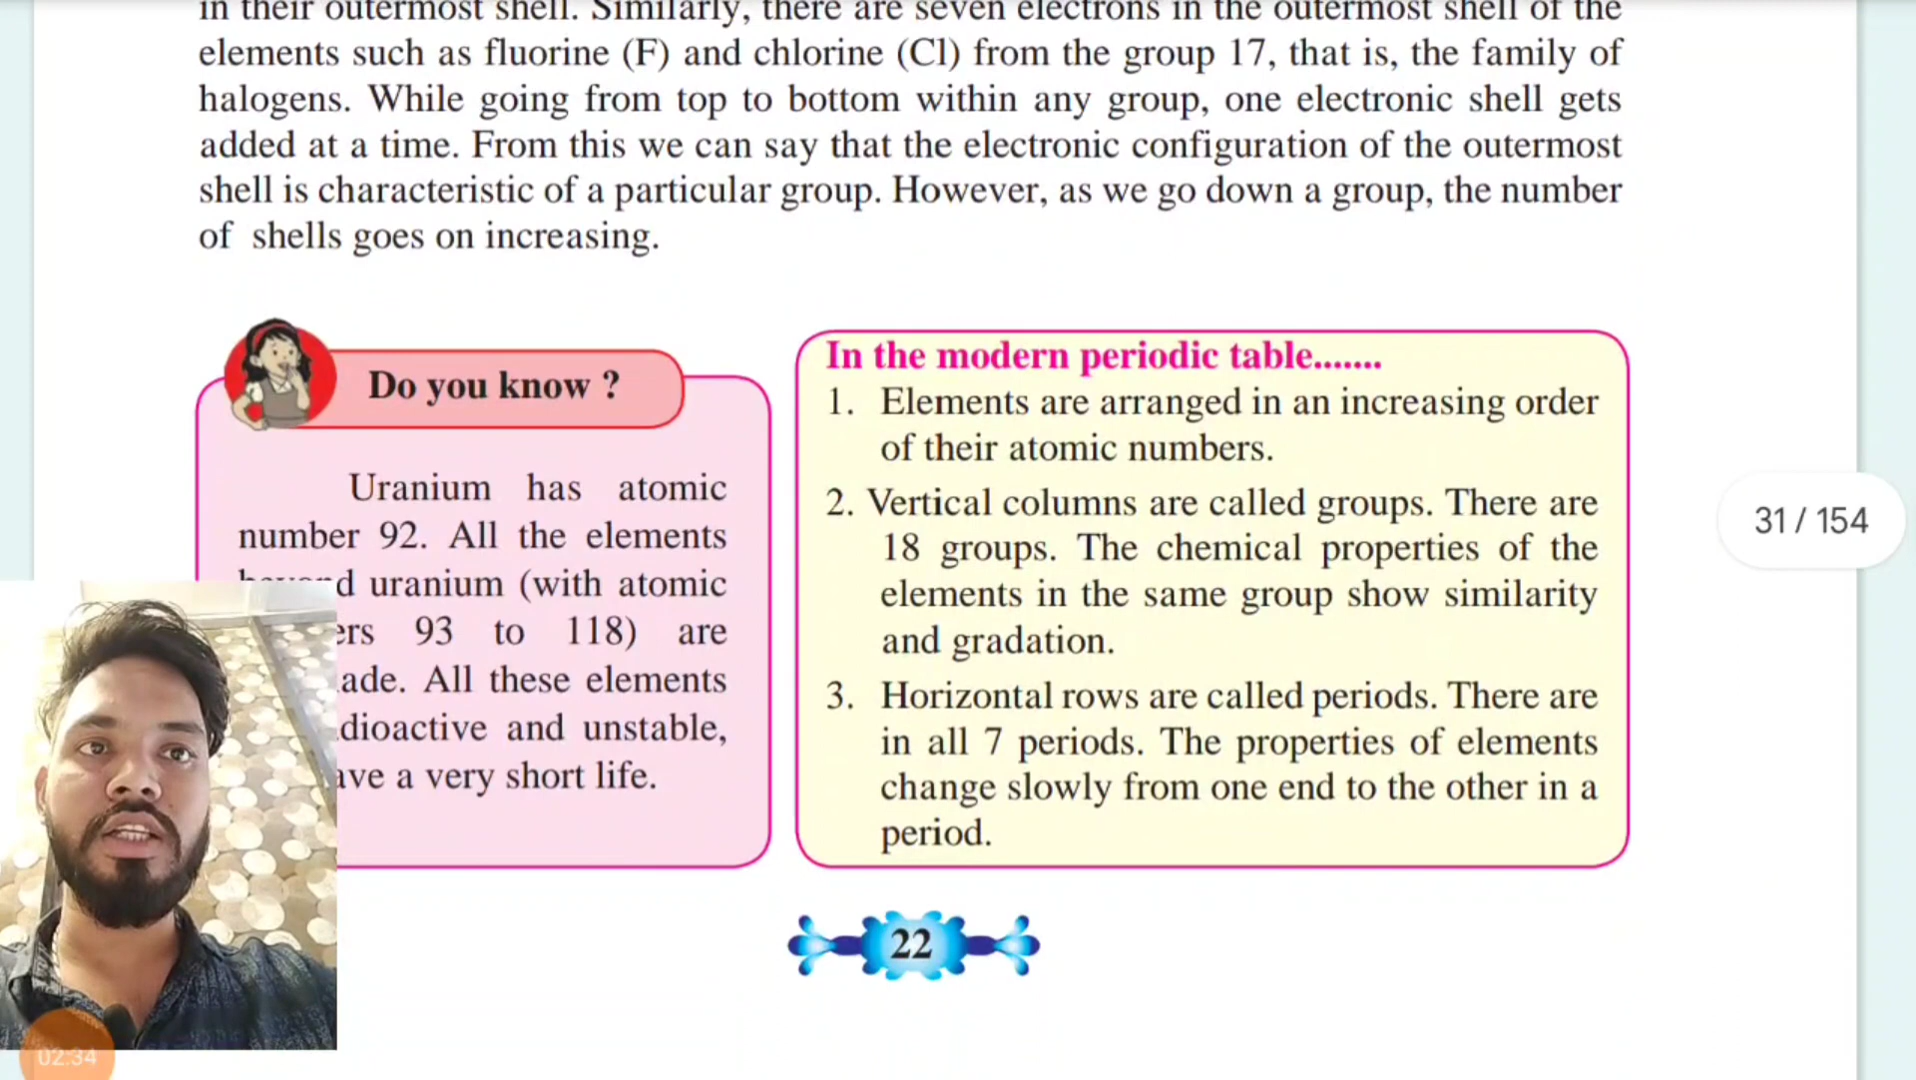 in their outermost shell. Similarly, there are seven electrons in the outermost shell of the
elements such as fluorine (F) and chlorine (Cl) from the group 17, that is, the family of
halogens. While going from top to bottom within any group, one electronic shell gets
added at a time. From this we can say that the electronic configuration of the outermost
shell is characteristic of a particular group. However, as we go down a group, the number
of shells goes on increasing.
Do you know ?
Uranium has atomic
number 92. All the elements
uranium (with atomic
93 to 118) are
All these elements
and unstable,
a very short life.
In the modern periodic table.......
1. Elements are arranged in an increasing order
of their atomic numbers.
2. Vertical columns are called groups. There are
18 groups. The chemical properties of the
elements in the same group show similarity
and gradation.
3. Horizontal rows are called periods. There are
in all 7 periods. The properties of elements
change slowly from one end to the other in a
period.
31 / 154
22
02:34